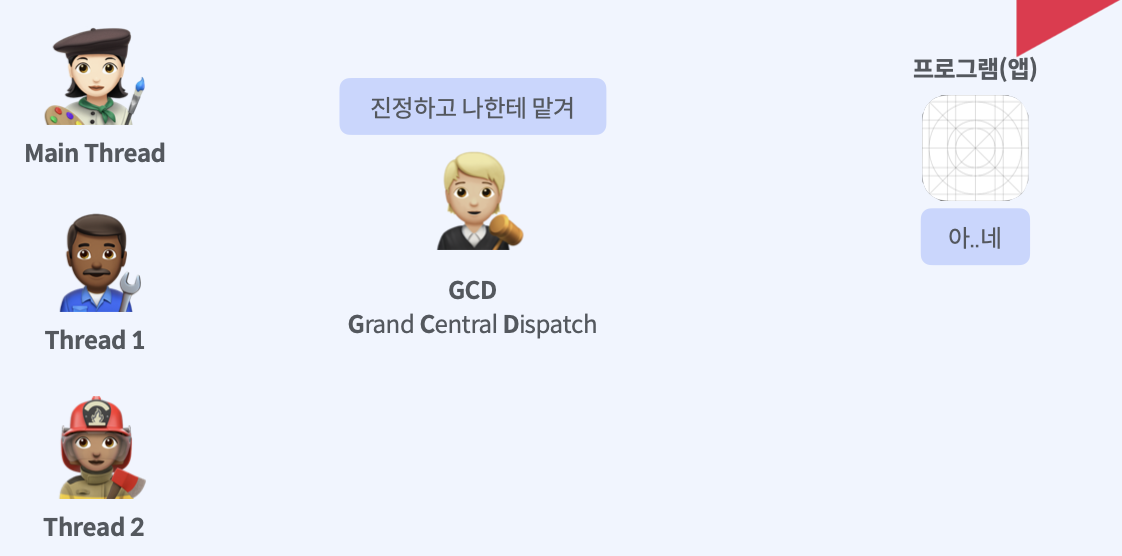 Main Thread
Thread 1
Thread 2
진정하고 나한테 맡겨
GCD
Grand Central Dispatch
프로그램(앱)
아..네